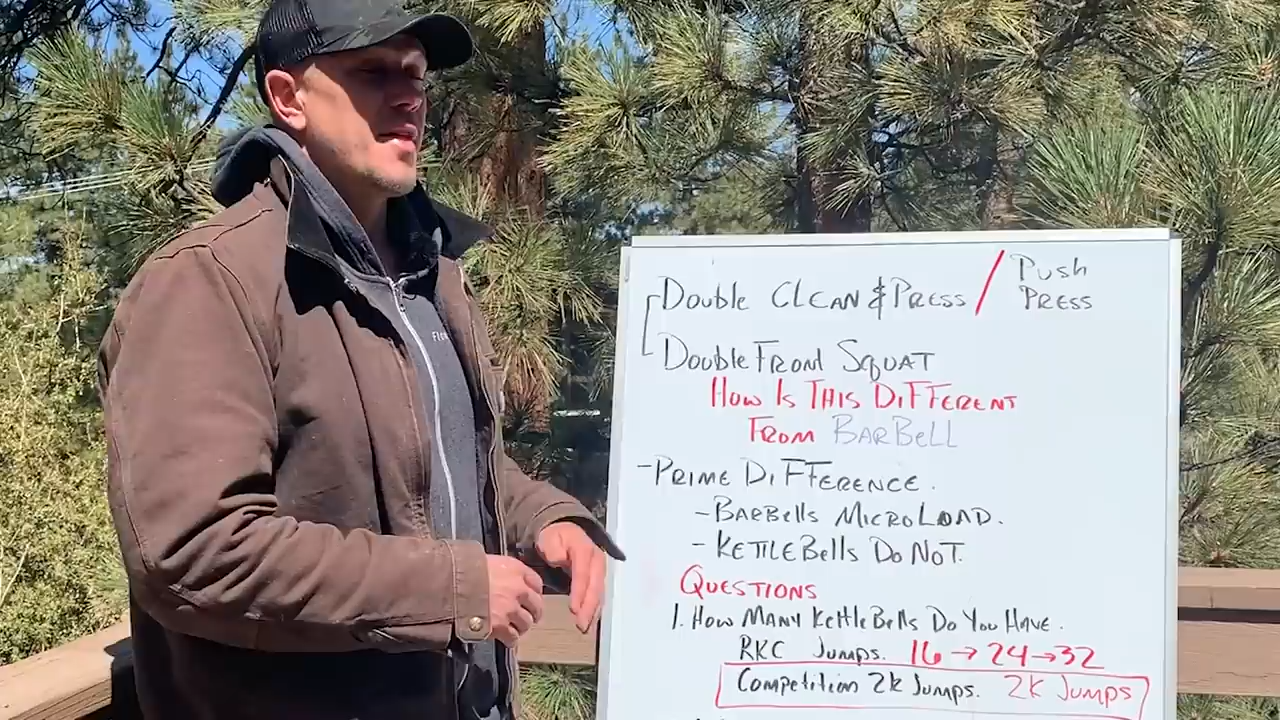 Double Clean & Press / Push Press
Double Front Squat
How Is This Different
From BarBell
- Prime Difference.
- Barbells MicroLoad.
- KettleBells Do Not.
Questions
1. How Many KettleBells Do You Have.
RKC Jumps. 16 → 24 → 32
Competition 2k Jumps. 2K Jumps
Flow